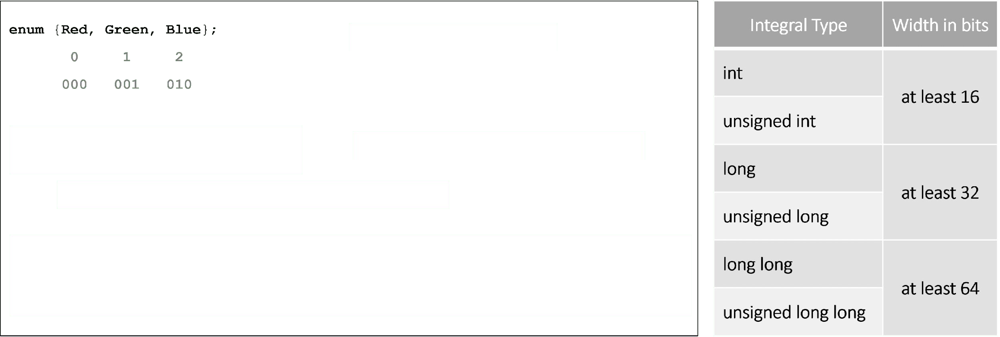 enum {Red, Green, Blue};
0 1 2
000 001 010
Integral Type Width in bits
int
at least 16
unsigned int
long
at least 32
unsigned long
long long
at least 64
unsigned long long